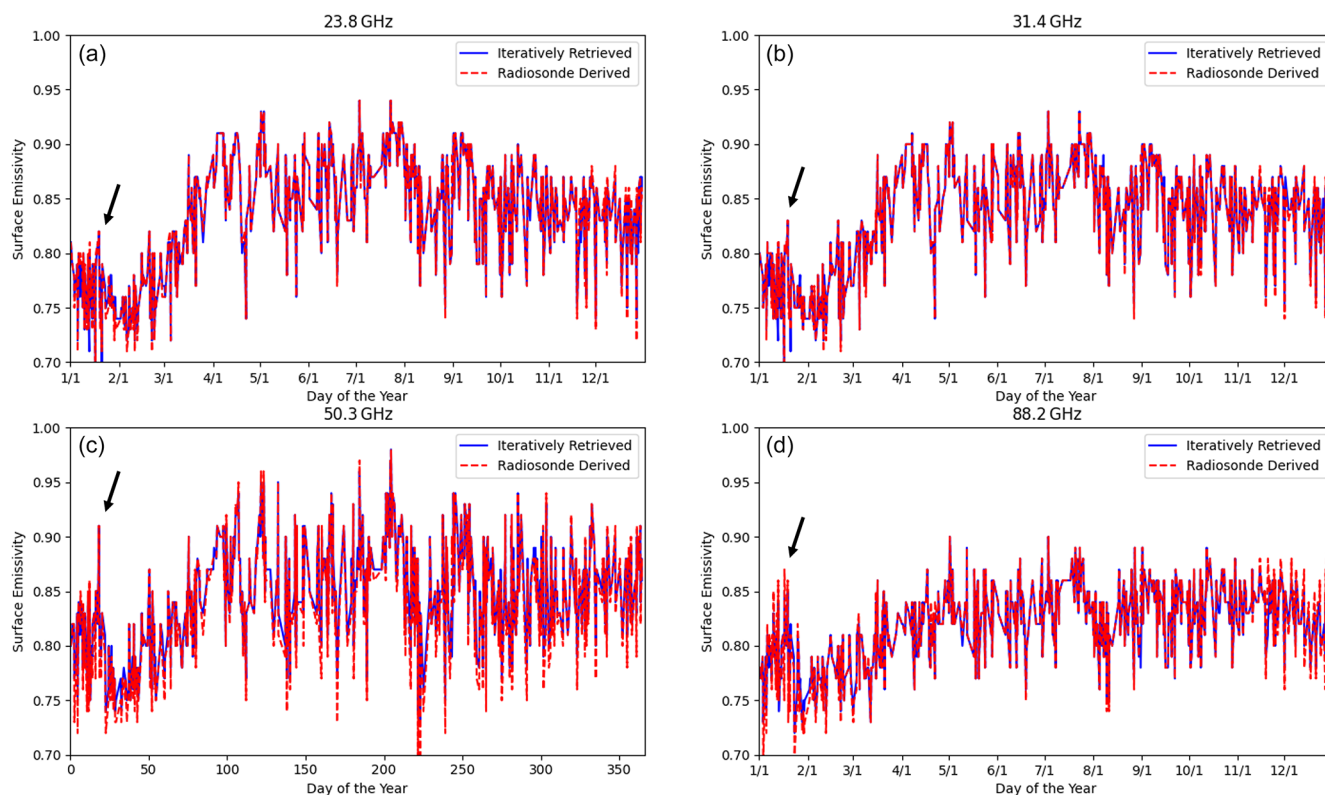 23.8 GHz
(a)
Iteratively Retrieved
Radiosonde Derived
Surface Emissivity
1.00
0.95
0.90
0.85
0.80
0.75
0.70
1/1 2/1 3/1 4/1 5/1 6/1 7/1 8/1 9/1 10/1 11/1 12/1
Day of the Year
31.4 GHz
(b)
Iteratively Retrieved
Radiosonde Derived
Surface Emissivity
1.00
0.95
0.90
0.85
0.80
0.75
0.70
1/1 2/1 3/1 4/1 5/1 6/1 7/1 8/1 9/1 10/1 11/1 12/1
Day of the Year
50.3 GHz
(c)
Iteratively Retrieved
Radiosonde Derived
Surface Emissivity
1.00
0.95
0.90
0.85
0.80
0.75
0.70
0 50 100 150 200 250 300 350
Day of the Year
88.2 GHz
(d)
Iteratively Retrieved
Radiosonde Derived
Surface Emissivity
1.00
0.95
0.90
0.85
0.80
0.75
0.70
1/1 2/1 3/1 4/1 5/1 6/1 7/1 8/1 9/1 10/1 11/1 12/1
Day of the Year